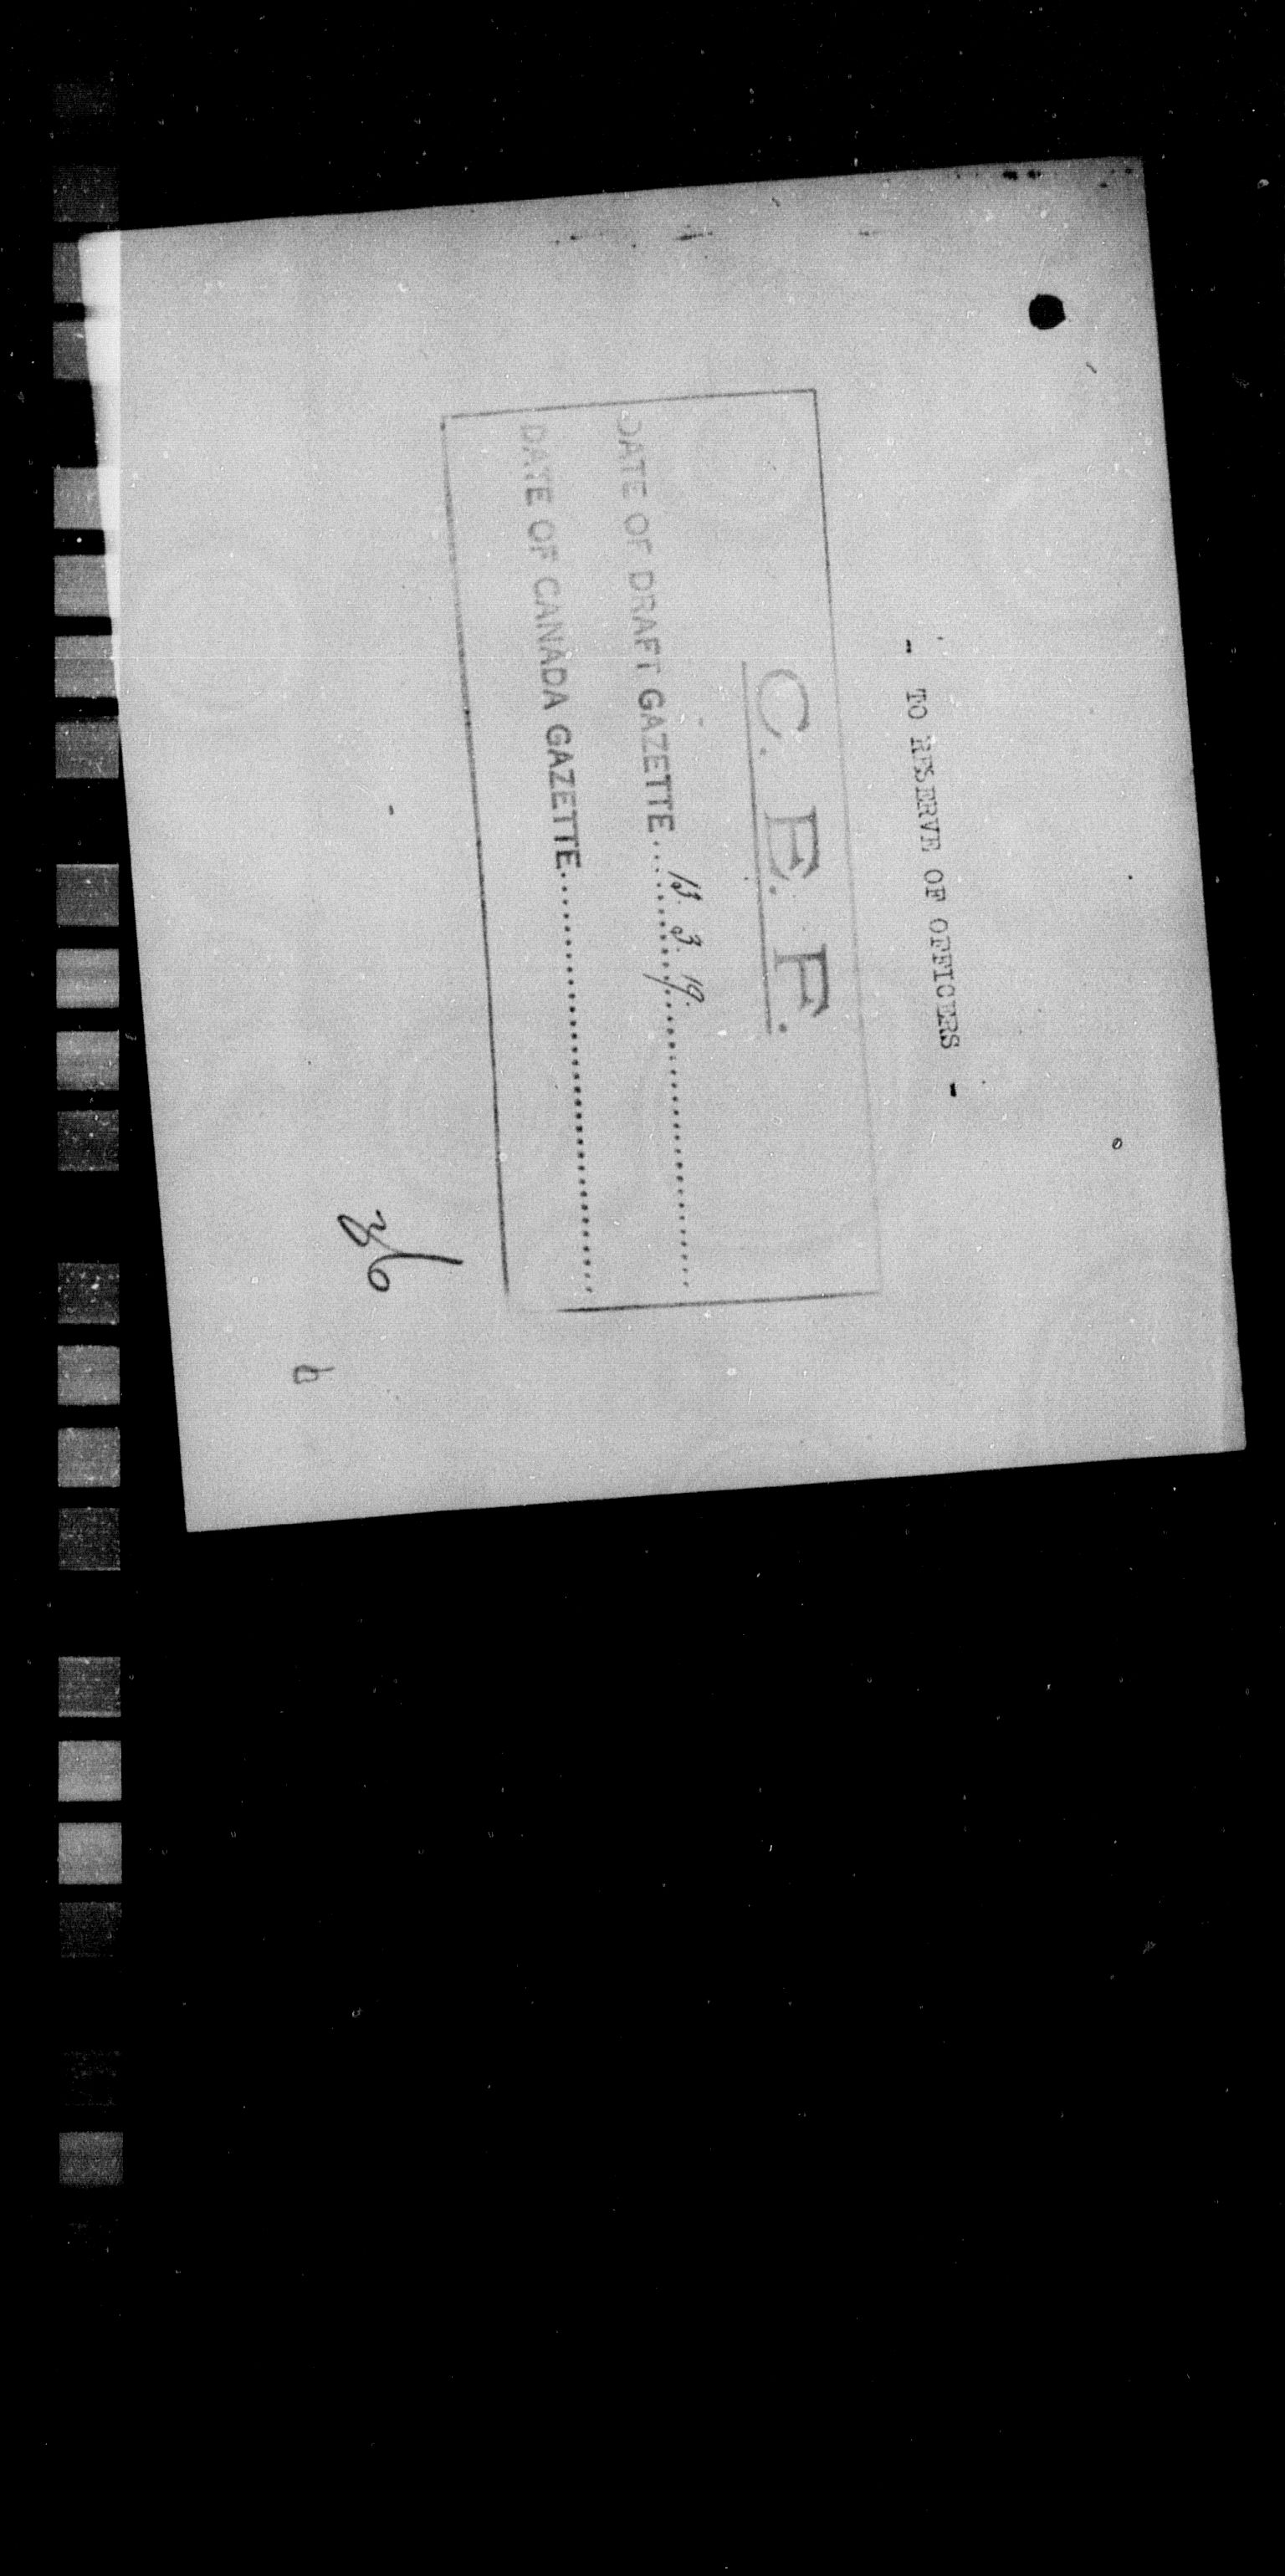 - TO RESERVE OF OFFICERS -
C. E. F.
DATE OF DRAFT GAZETTE....13.3.19.................
DATE OF CANADA GAZETTE.................................
36